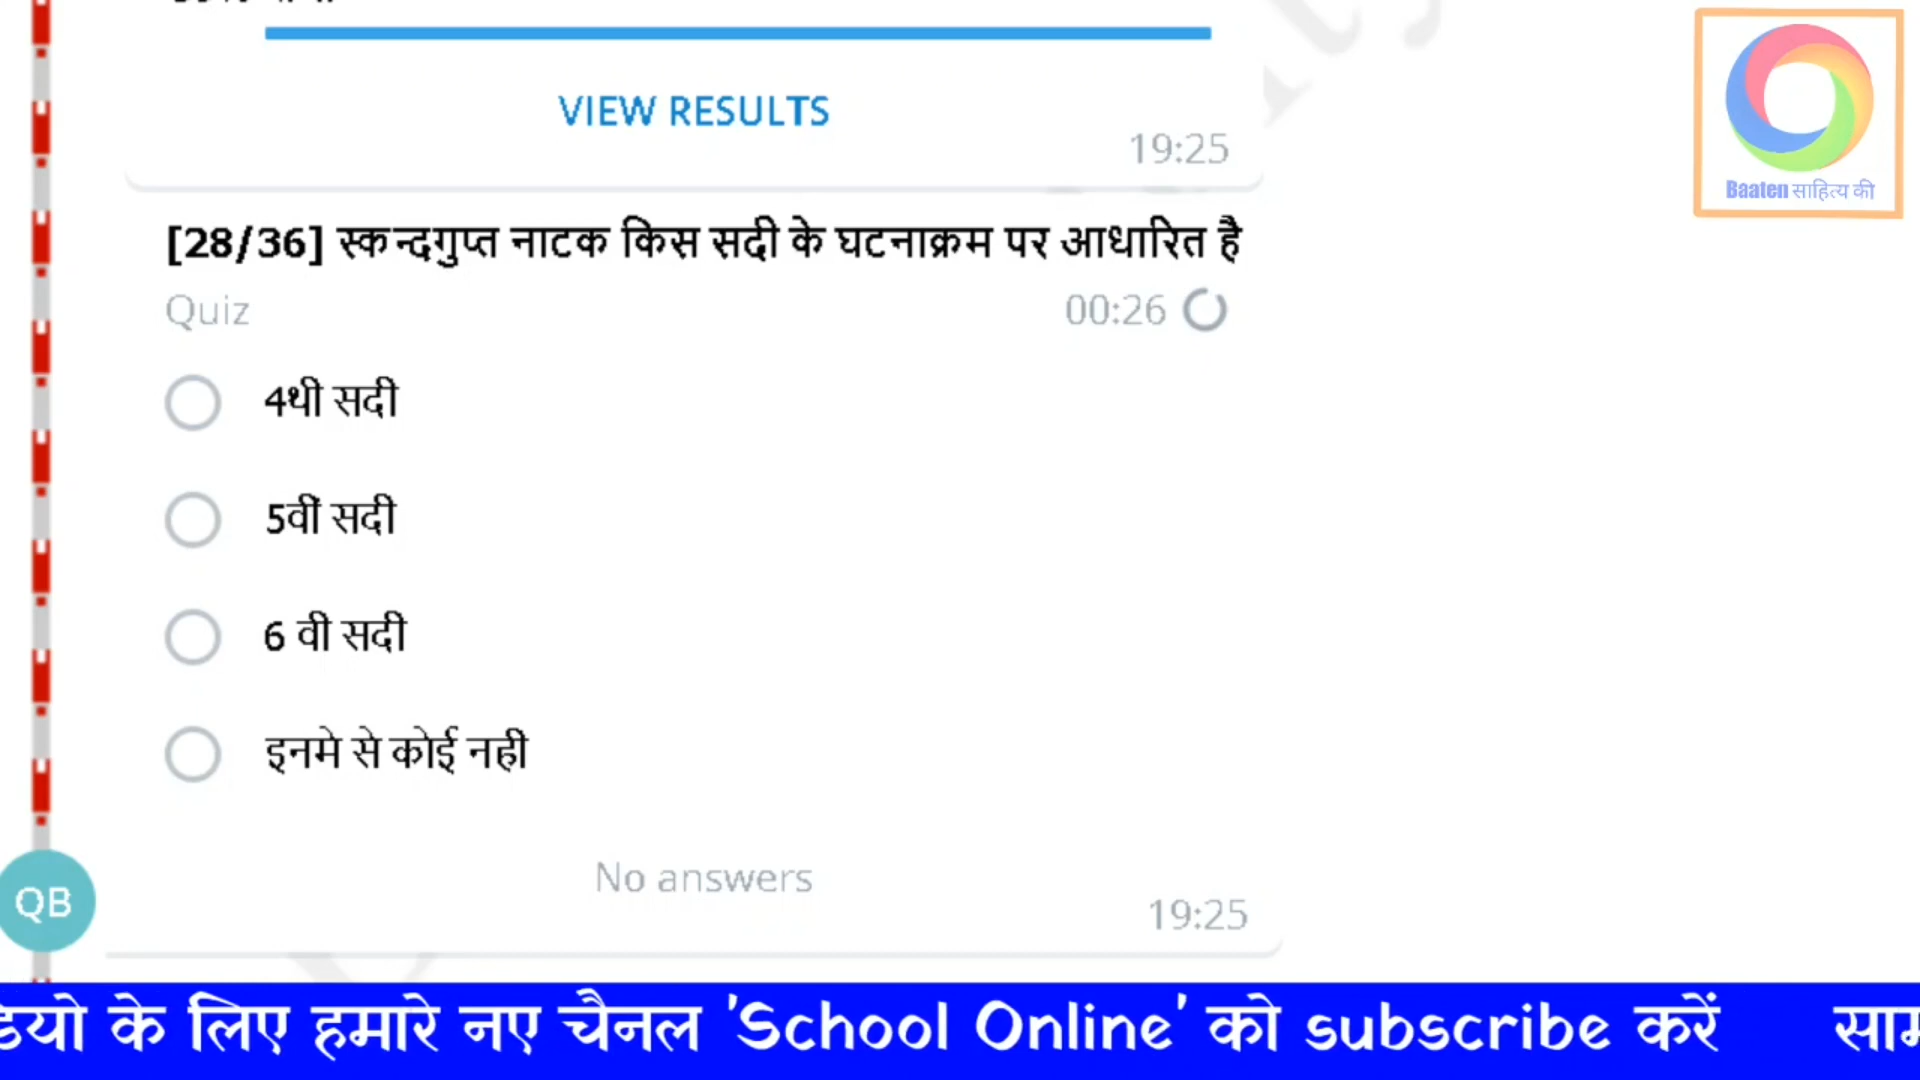 VIEW RESULTS
19:25
Baaten साहित्य की
[28/36] स्कन्दगुप्त नाटक किस सदी के घटनाक्रम पर आधारित है
Quiz
00:26
4थी सदी
5वीं सदी
6 वी सदी
इनमे से कोई नहीं
No answers
19:25
QB
के लिए हमारे नए चैनल 'School Online' को subscribe करें